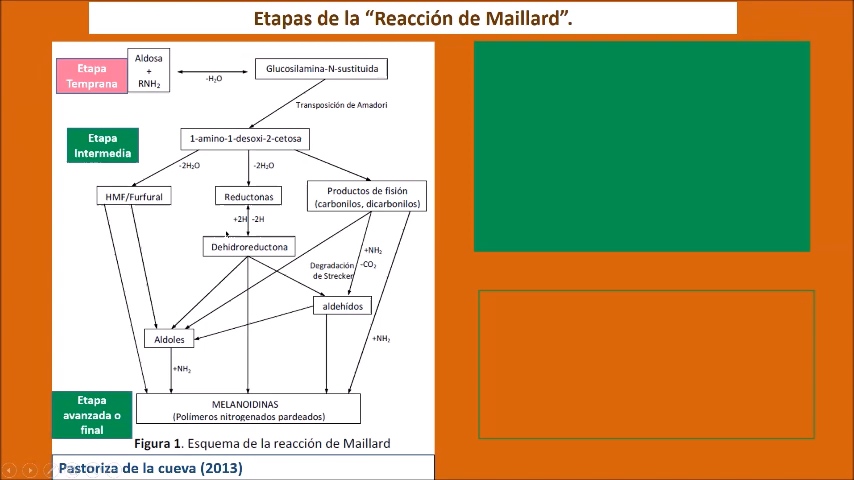 Etapas de la “Reacción de Maillard”.
Etapa
Temprana
Aldosa
+
RNH₂
-H₂O
Glucosilamina-N-sustituida
Transposición de Amadori
Etapa
Intermedia
1-amino-1-desoxi-2-cetosa
-2H₂O
-2H₂O
HMF/Furfural
Reductonas
Productos de fisión
(carbonilos, dicarbonilos)
+2H
-2H
Dehidroreductona
+NH₂
-CO₂
Degradación
de Strecker
aldehídos
Aldoles
+NH₂
+NH₂
Etapa
avanzada o
final
MELANOIDINAS
(Polímeros nitrogenados pardeados)
Figura 1. Esquema de la reacción de Maillard
Pastoriza de la cueva (2013)